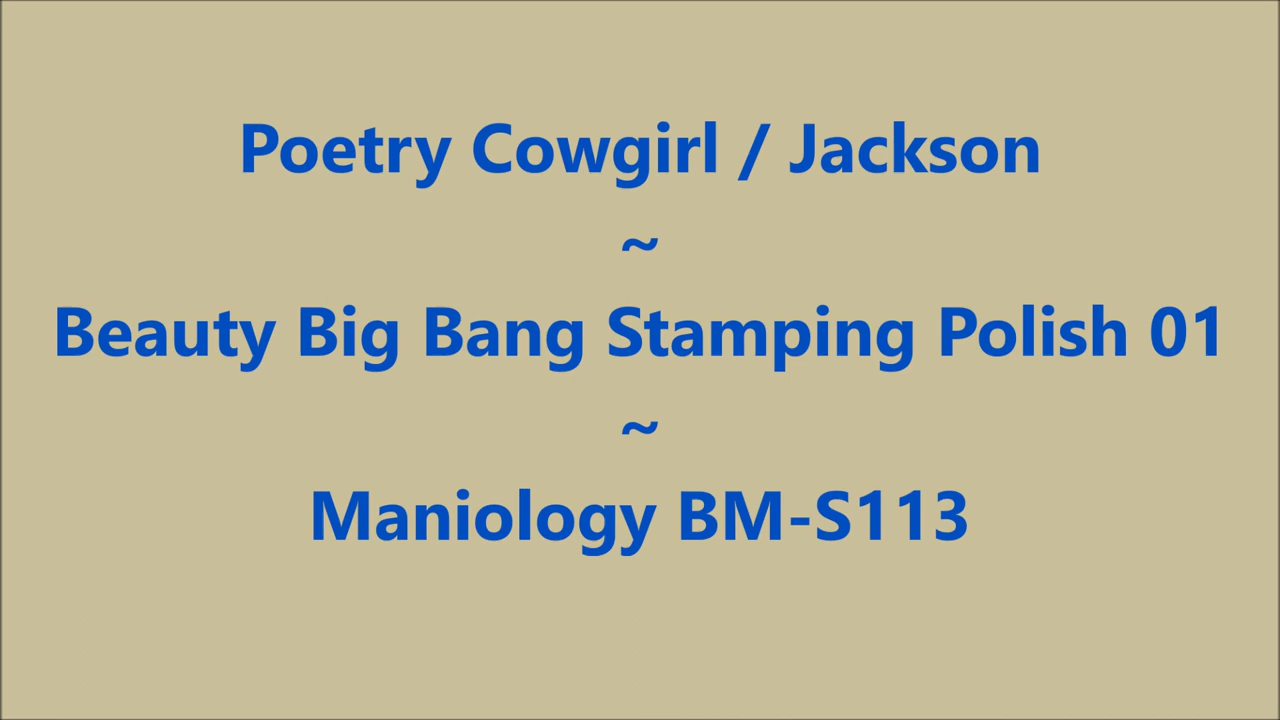 Poetry Cowgirl / Jackson
~
Beauty Big Bang Stamping Polish 01
~
Maniology BM-S113